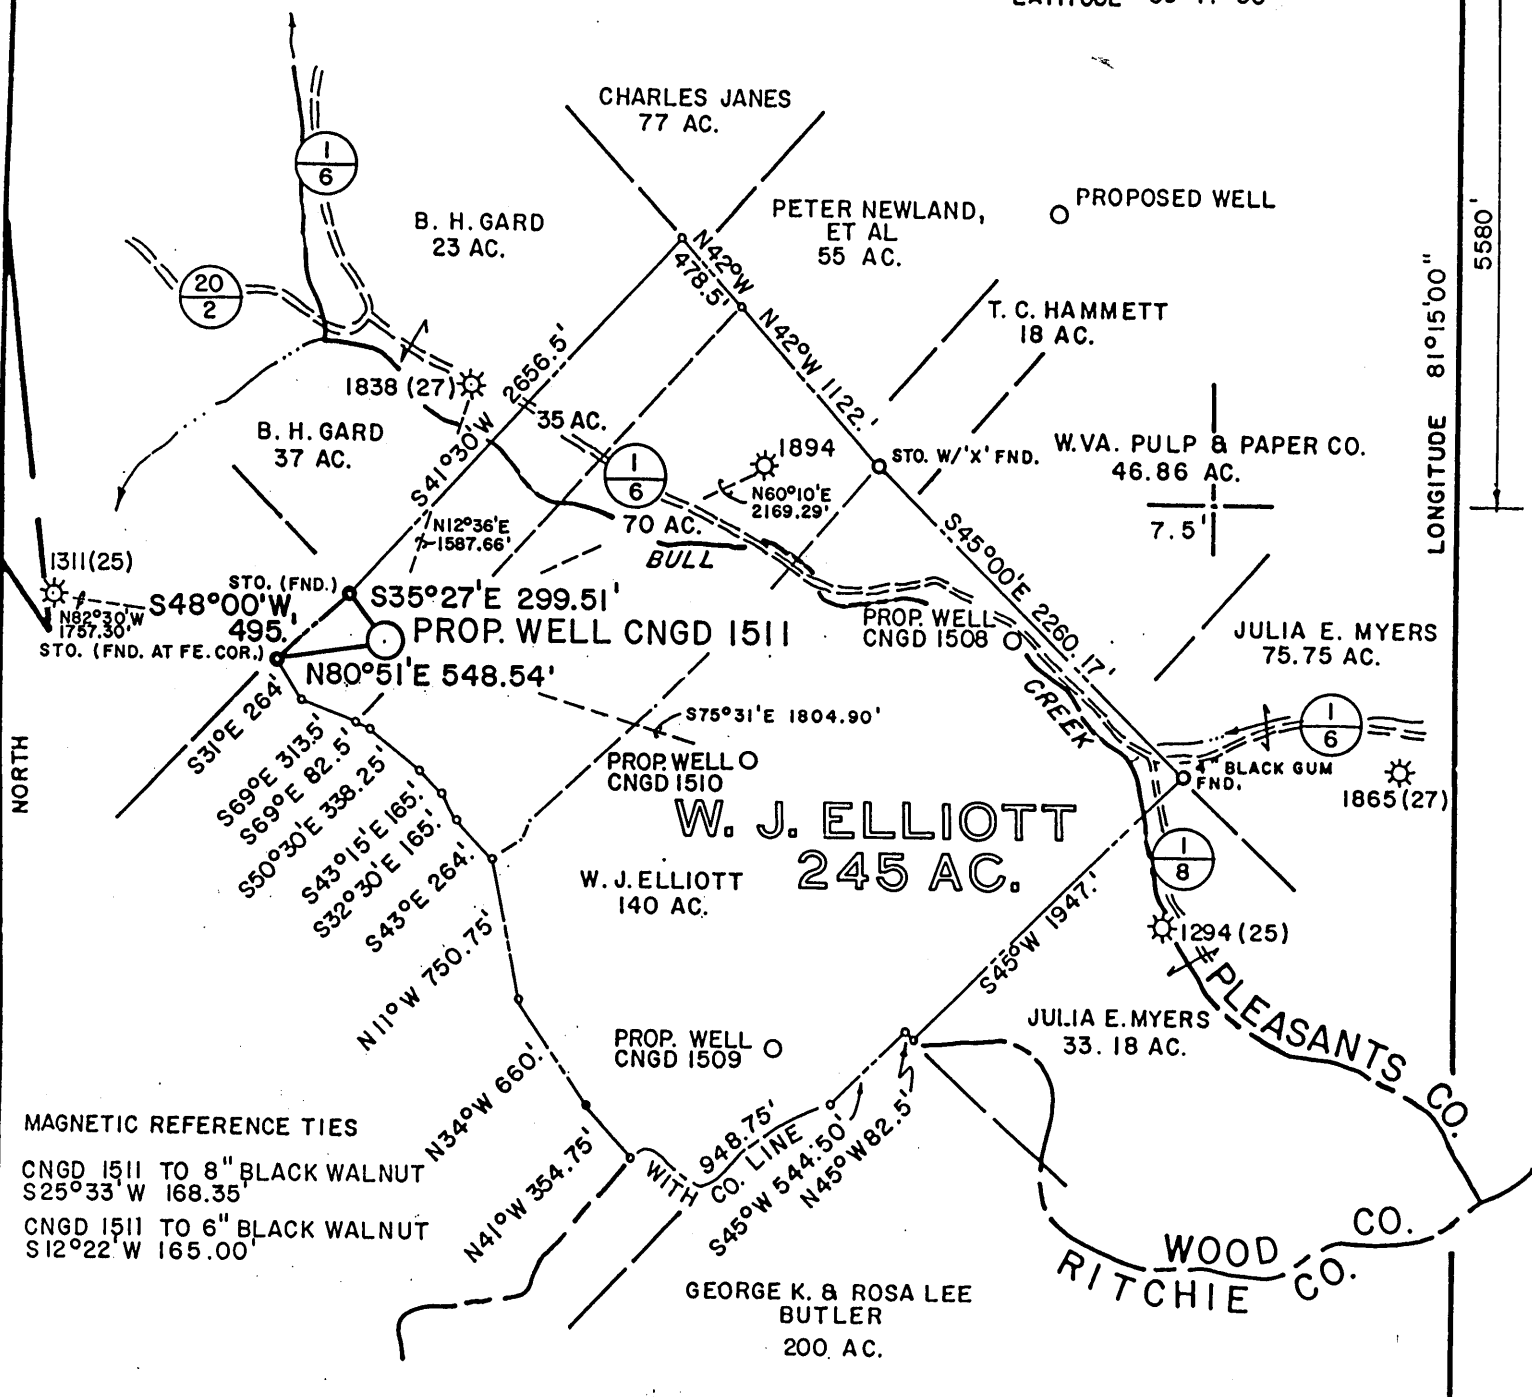 CHARLES JANES
77 AC.
1
6
B. H. GARD
23 AC.
PETER NEWLAND,
ET AL
55 AC.
PROPOSED WELL
5580'
20
2
N42°W
478.5'
N42°W 1122.'
T. C. HAMMETT
18 AC.
LONGITUDE 81°15'00"
1838 (27)
S41°30'W 2656.5'
35 AC.
B. H. GARD
37 AC.
1
6
1894
STO. W/'X' FND.
W.VA. PULP & PAPER CO.
46.86 AC.
7.5'
N60°10'E
2169.29'
N12°36'E
1587.66'
70 AC.
BULL
CREEK
1311(25)
N82°30'W
1757.30'
STO. (FND.)
S48°00'W
495.'
STO. (FND. AT FE. COR.)
S35°27'E 299.51'
PROP. WELL CNGD 1511
N80°51'E 548.54'
PROP. WELL
CNGD 1508
S45°00'E 2260.17'
JULIA E. MYERS
75.75 AC.
S75°31'E 1804.90'
PROP. WELL
CNGD 1510
1
6
4" BLACK GUM
FND.
1865(27)
NORTH
S31°E 264'
S69°E 313.5'
S69°E 82.5'
S50°30'E 338.25'
S43°15'E 165.'
S32°30'E 165.'
S43°E 264.'
N11°W 750.75'
N34°W 660.'
N41°W 354.75'
W. J. ELLIOTT
245 AC.
W. J. ELLIOTT
140 AC.
1
8
1294(25)
S45°W 1947.'
PROP. WELL
CNGD 1509
JULIA E. MYERS
33.18 AC.
PLEASANTS CO.
948.75'
WITH CO. LINE
S45°W 544.50'
N45°W 82.5'
MAGNETIC REFERENCE TIES
CNGD 1511 TO 8" BLACK WALNUT
S25°33'W 168.35'
CNGD 1511 TO 6" BLACK WALNUT
S12°22'W 165.00'
WOOD CO.
RITCHIE CO.
GEORGE K. & ROSA LEE
BUTLER
200 AC.